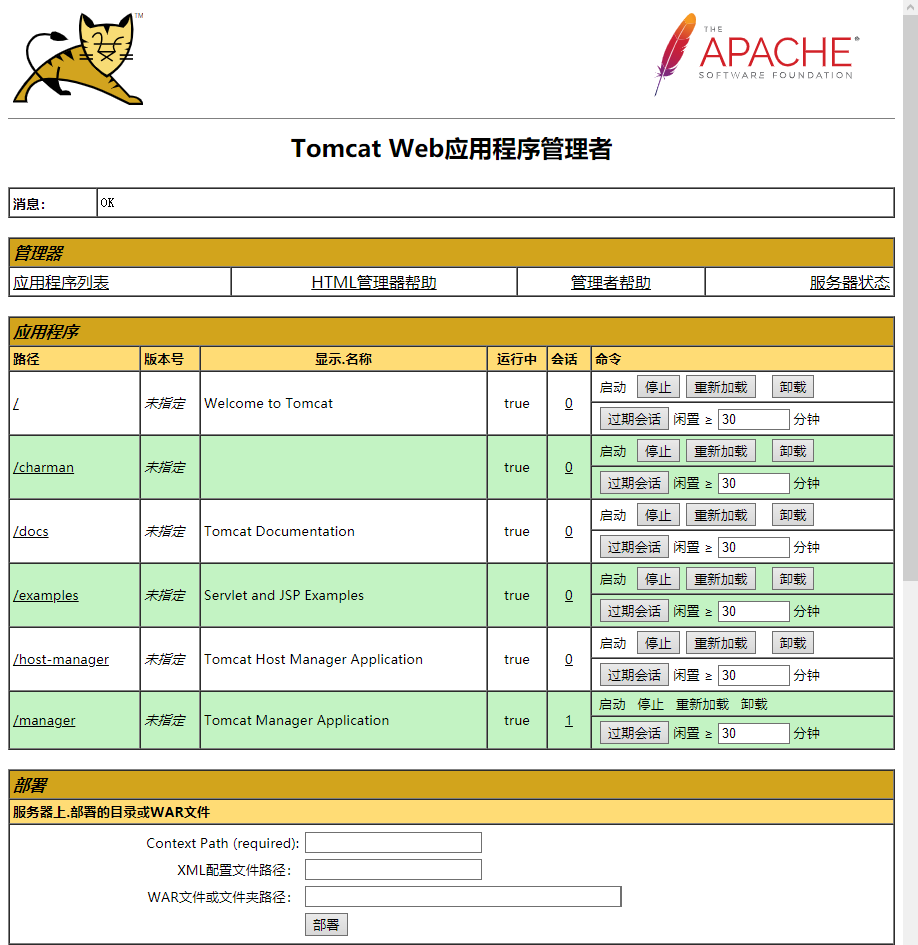 TM
THE
APACHE®
SOFTWARE FOUNDATION
Tomcat Web应用程序管理者
消息: OK
管理器
应用程序列表 HTML管理器帮助 管理者帮助 服务器状态
应用程序
路径 版本号 显示.名称 运行中 会话 命令
/ 未指定 Welcome to Tomcat true 0 启动 停止 重新加载 卸载
过期会话 闲置 ≥ 30 分钟
/charman 未指定 true 0 启动 停止 重新加载 卸载
过期会话 闲置 ≥ 30 分钟
/docs 未指定 Tomcat Documentation true 0 启动 停止 重新加载 卸载
过期会话 闲置 ≥ 30 分钟
/examples 未指定 Servlet and JSP Examples true 0 启动 停止 重新加载 卸载
过期会话 闲置 ≥ 30 分钟
/host-manager 未指定 Tomcat Host Manager Application true 0 启动 停止 重新加载 卸载
过期会话 闲置 ≥ 30 分钟
/manager 未指定 Tomcat Manager Application true 1 启动 停止 重新加载 卸载
过期会话 闲置 ≥ 30 分钟
部署
服务器上.部署的目录或WAR文件
Context Path (required):
XML配置文件路径:
WAR文件或文件夹路径:
部署